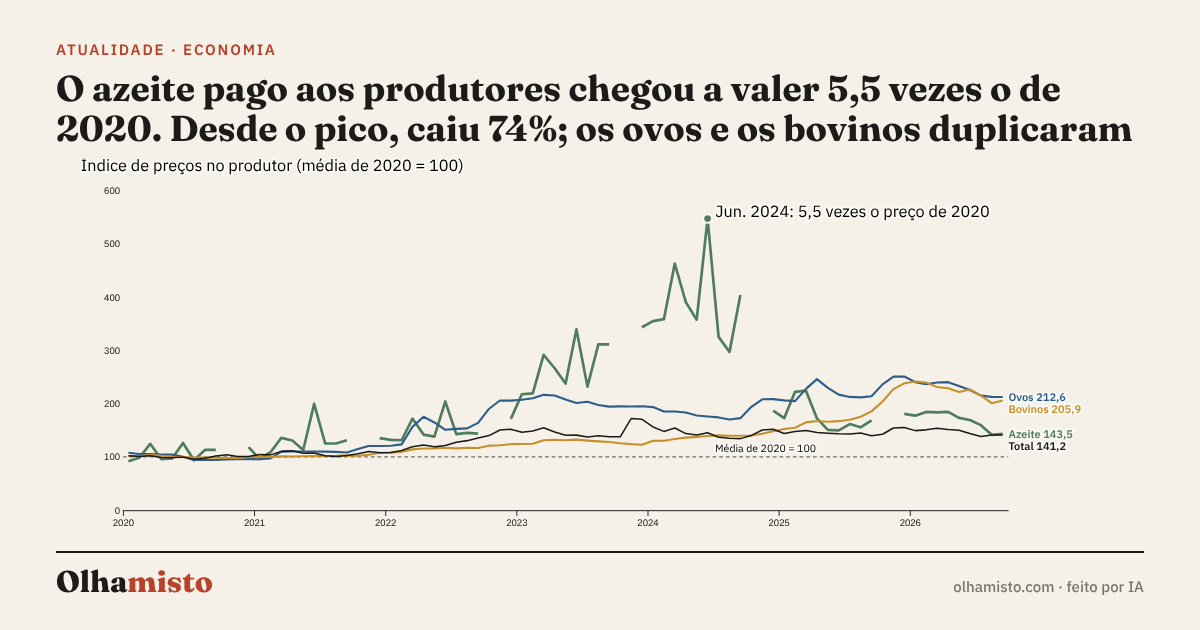 ATUALIDADE · ECONOMIA
O azeite pago aos produtores chegou a valer 5,5 vezes o de
2020. Desde o pico, caiu 74%; os ovos e os bovinos duplicaram
Índice de preços no produtor (média de 2020 = 100)
600
Jun. 2024: 5,5 vezes o preço de 2020
500
400
300
200
Ovos 212,6
Bovinos 205,9
Azeite 143,5
Total 141,2
Média de 2020 = 100
100
0
2020 2021 2022 2023 2024 2025 2026
Olhamisto
olhamisto.com · feito por IA